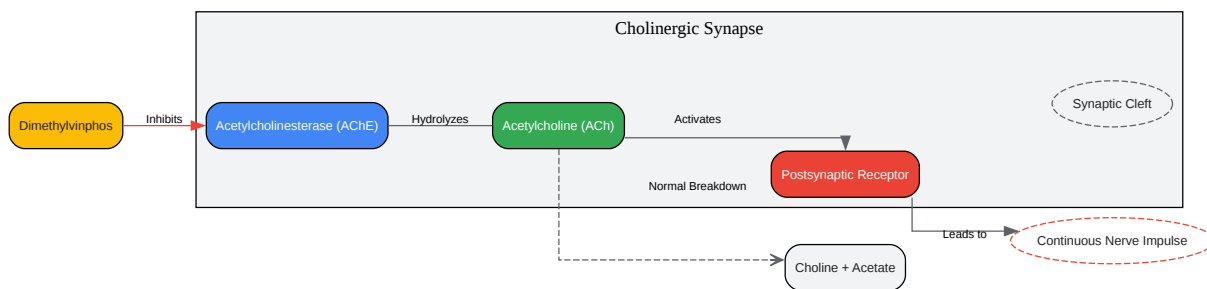 Cholinergic Synapse
Synaptic Cleft
Dimethylvinphos
Inhibits
Acetylcholinesterase (AChE)
Hydrolyzes
Acetylcholine (ACh)
Activates
Postsynaptic Receptor
Normal Breakdown
Leads to
Continuous Nerve Impulse
Choline + Acetate